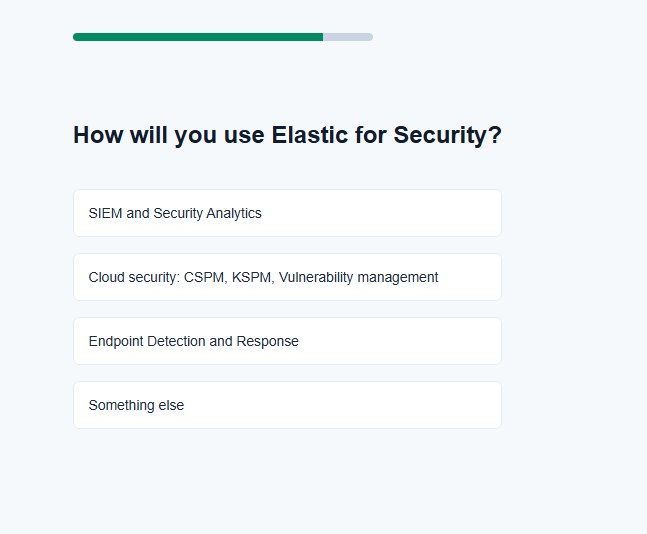 How will you use Elastic for Security?
SIEM and Security Analytics
Cloud security: CSPM, KSPM, Vulnerability management
Endpoint Detection and Response
Something else